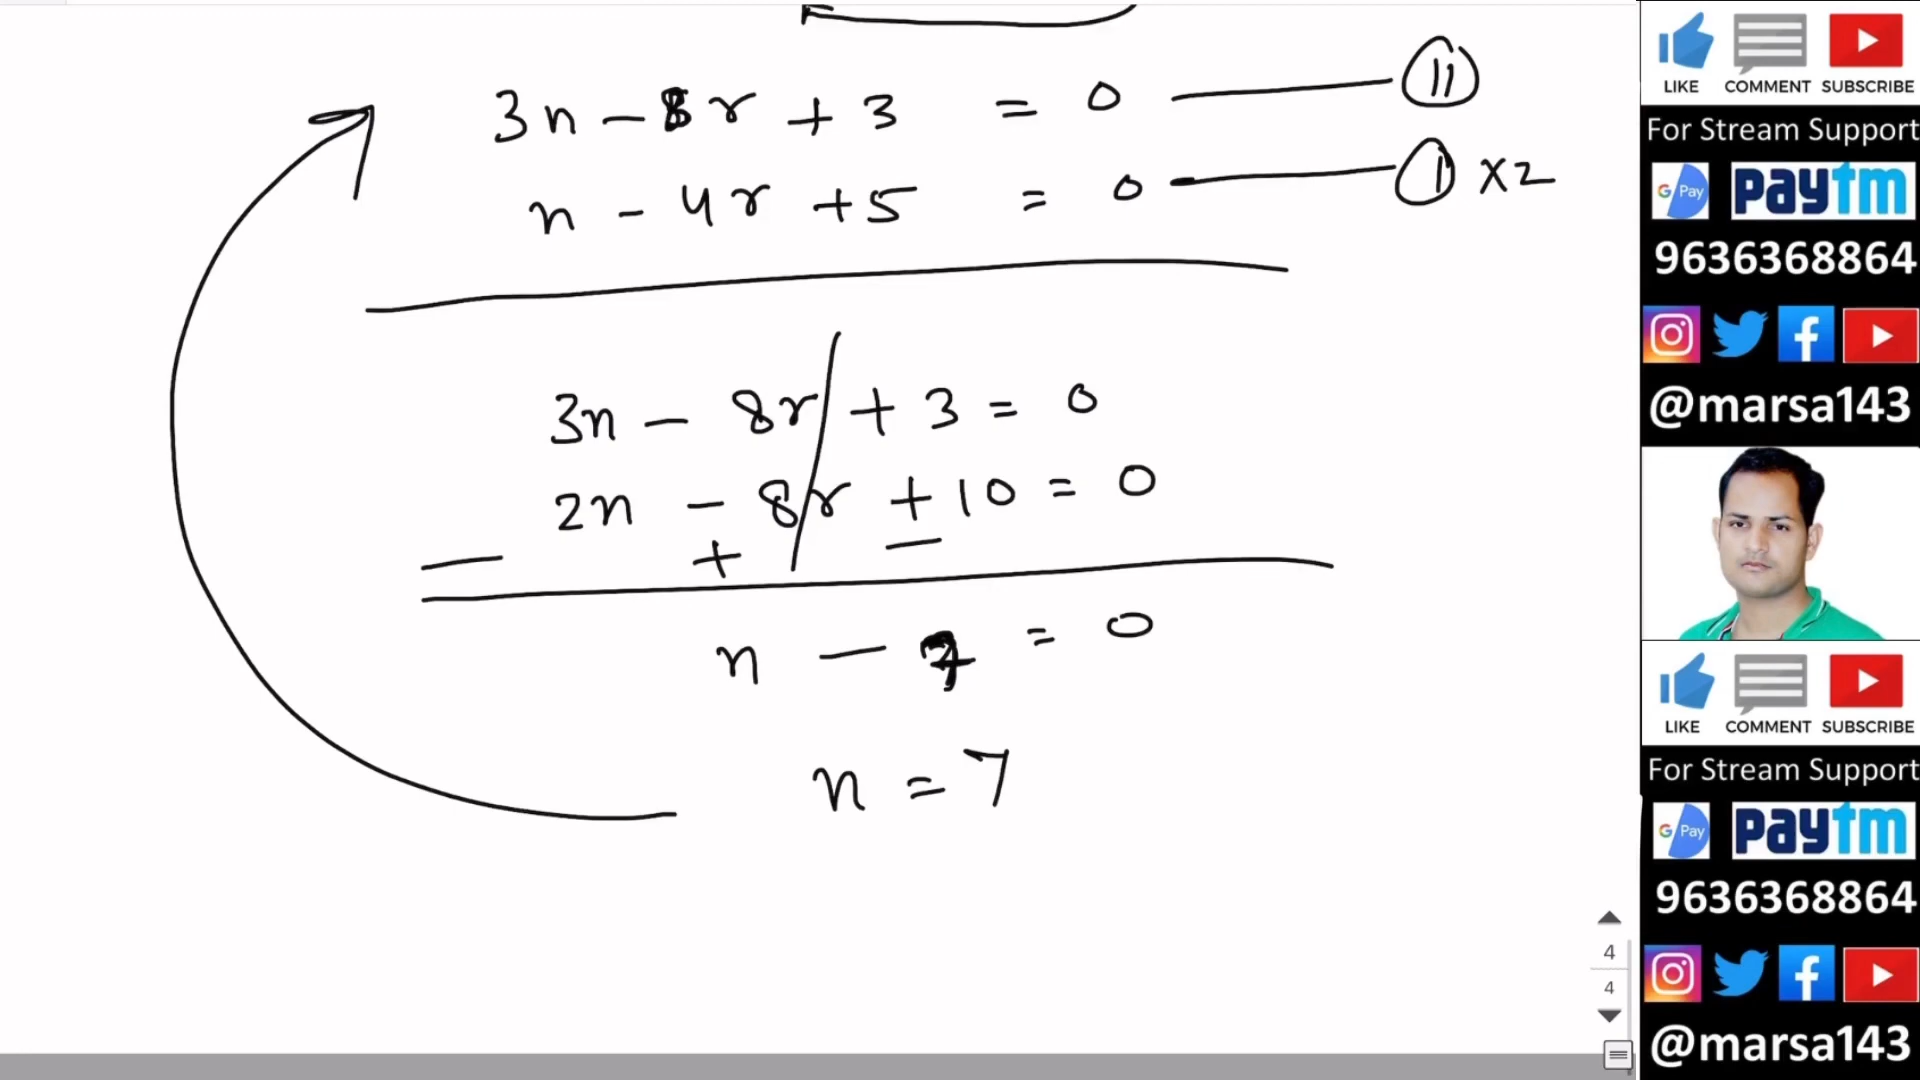 3n - 8r + 3 = 0 —— (II)
n - 4r + 5 = 0 —— (I) x2
3n - 8r + 3 = 0
2n - 8r + 10 = 0
— + —
n - 7 = 0
n = 7
4
4
LIKE COMMENT SUBSCRIBE
For Stream Support
G Pay paytm
9636368864
@marsa143
LIKE COMMENT SUBSCRIBE
For Stream Support
G Pay paytm
9636368864
@marsa143